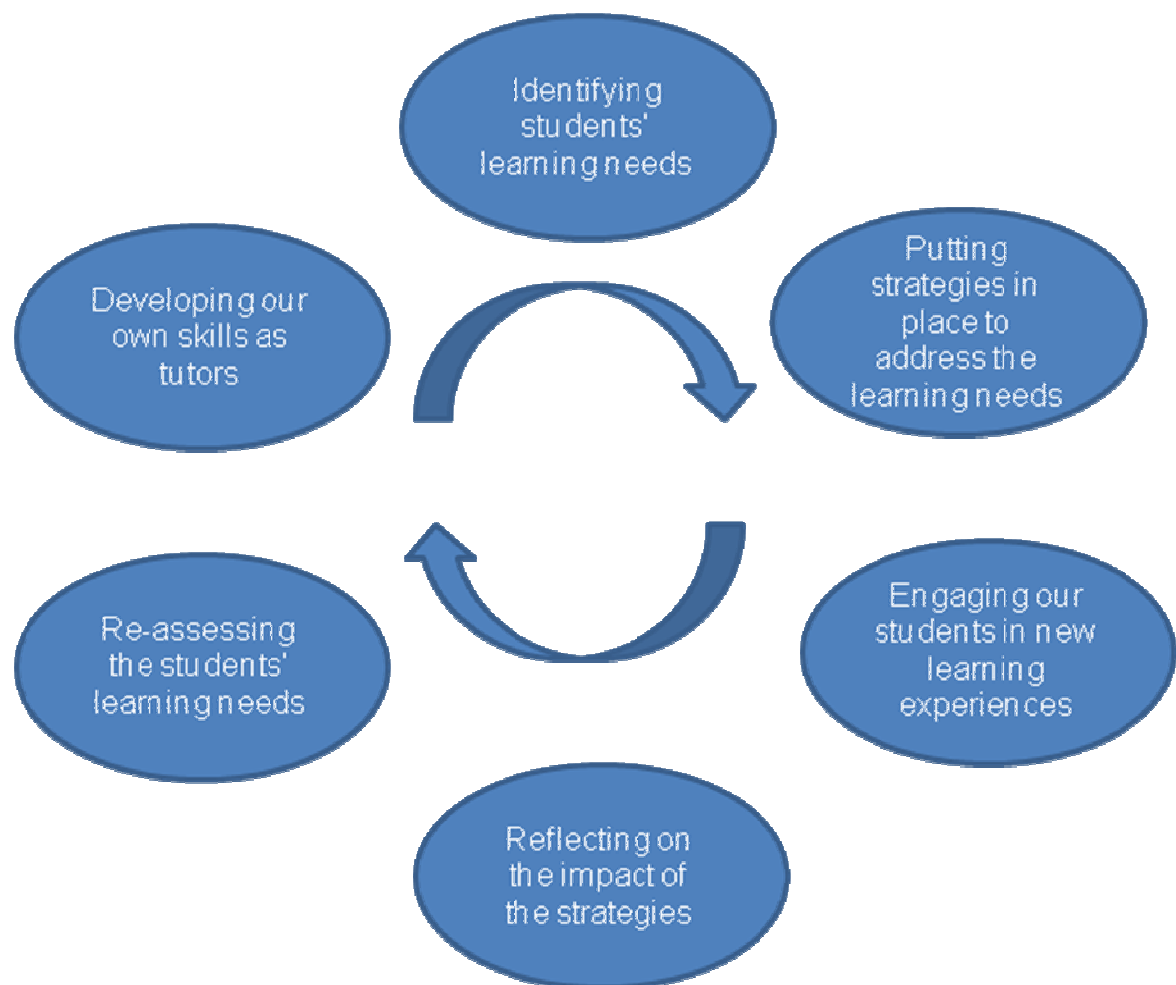 Identifying
students'
learning needs
Putting
strategies in
place to
address the
learning needs
Engaging our
students in new
learning
experiences
Reflecting on
the impact of
the strategies
Re-assessing
the students'
learning needs
Developing our
own skills as
tutors